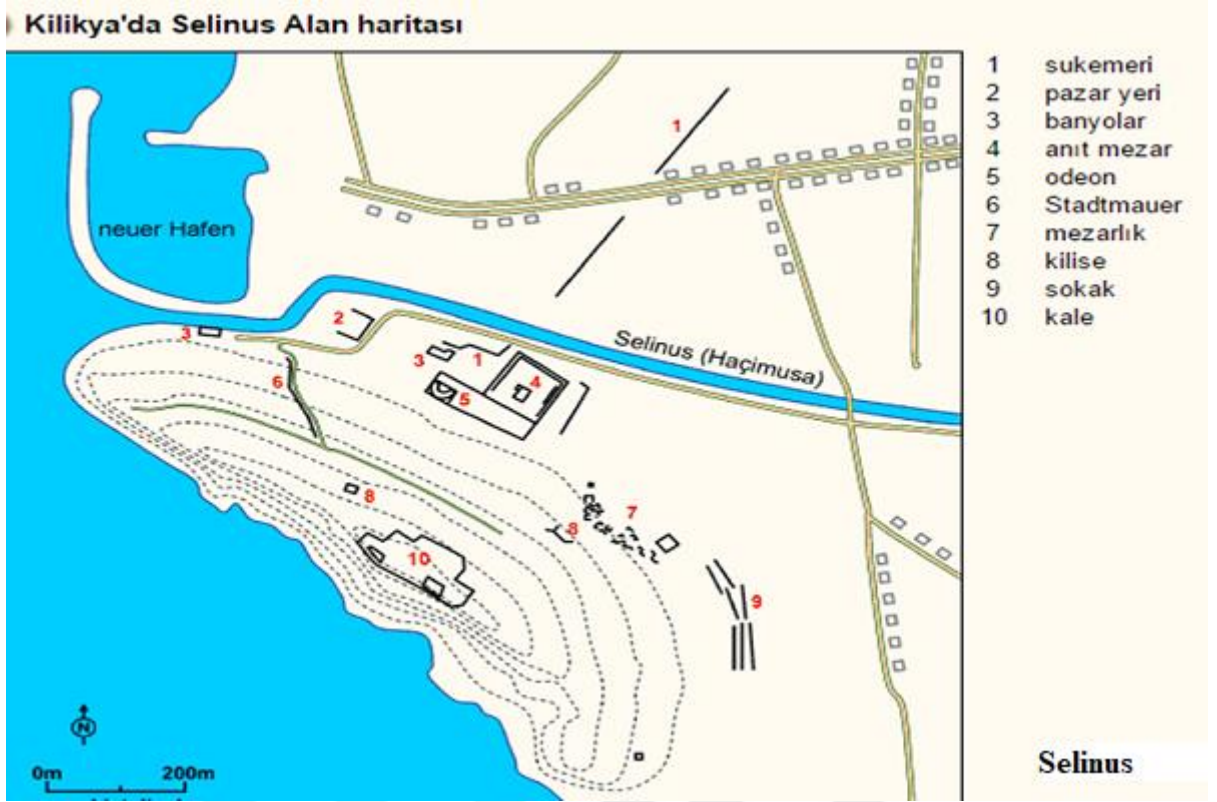 Kilikya'da Selinus Alan haritası
1 sukemeri
2 pazar yeri
3 banyolar
4 anıt mezar
5 odeon
6 Stadtmauer
7 mezarlık
8 kilise
9 sokak
10 kale
1
neuer Hafen
2
3
3
1
Selinus (Haçimusa)
4
6
5
8
7
8
10
9
N
0m 200m
Selinus